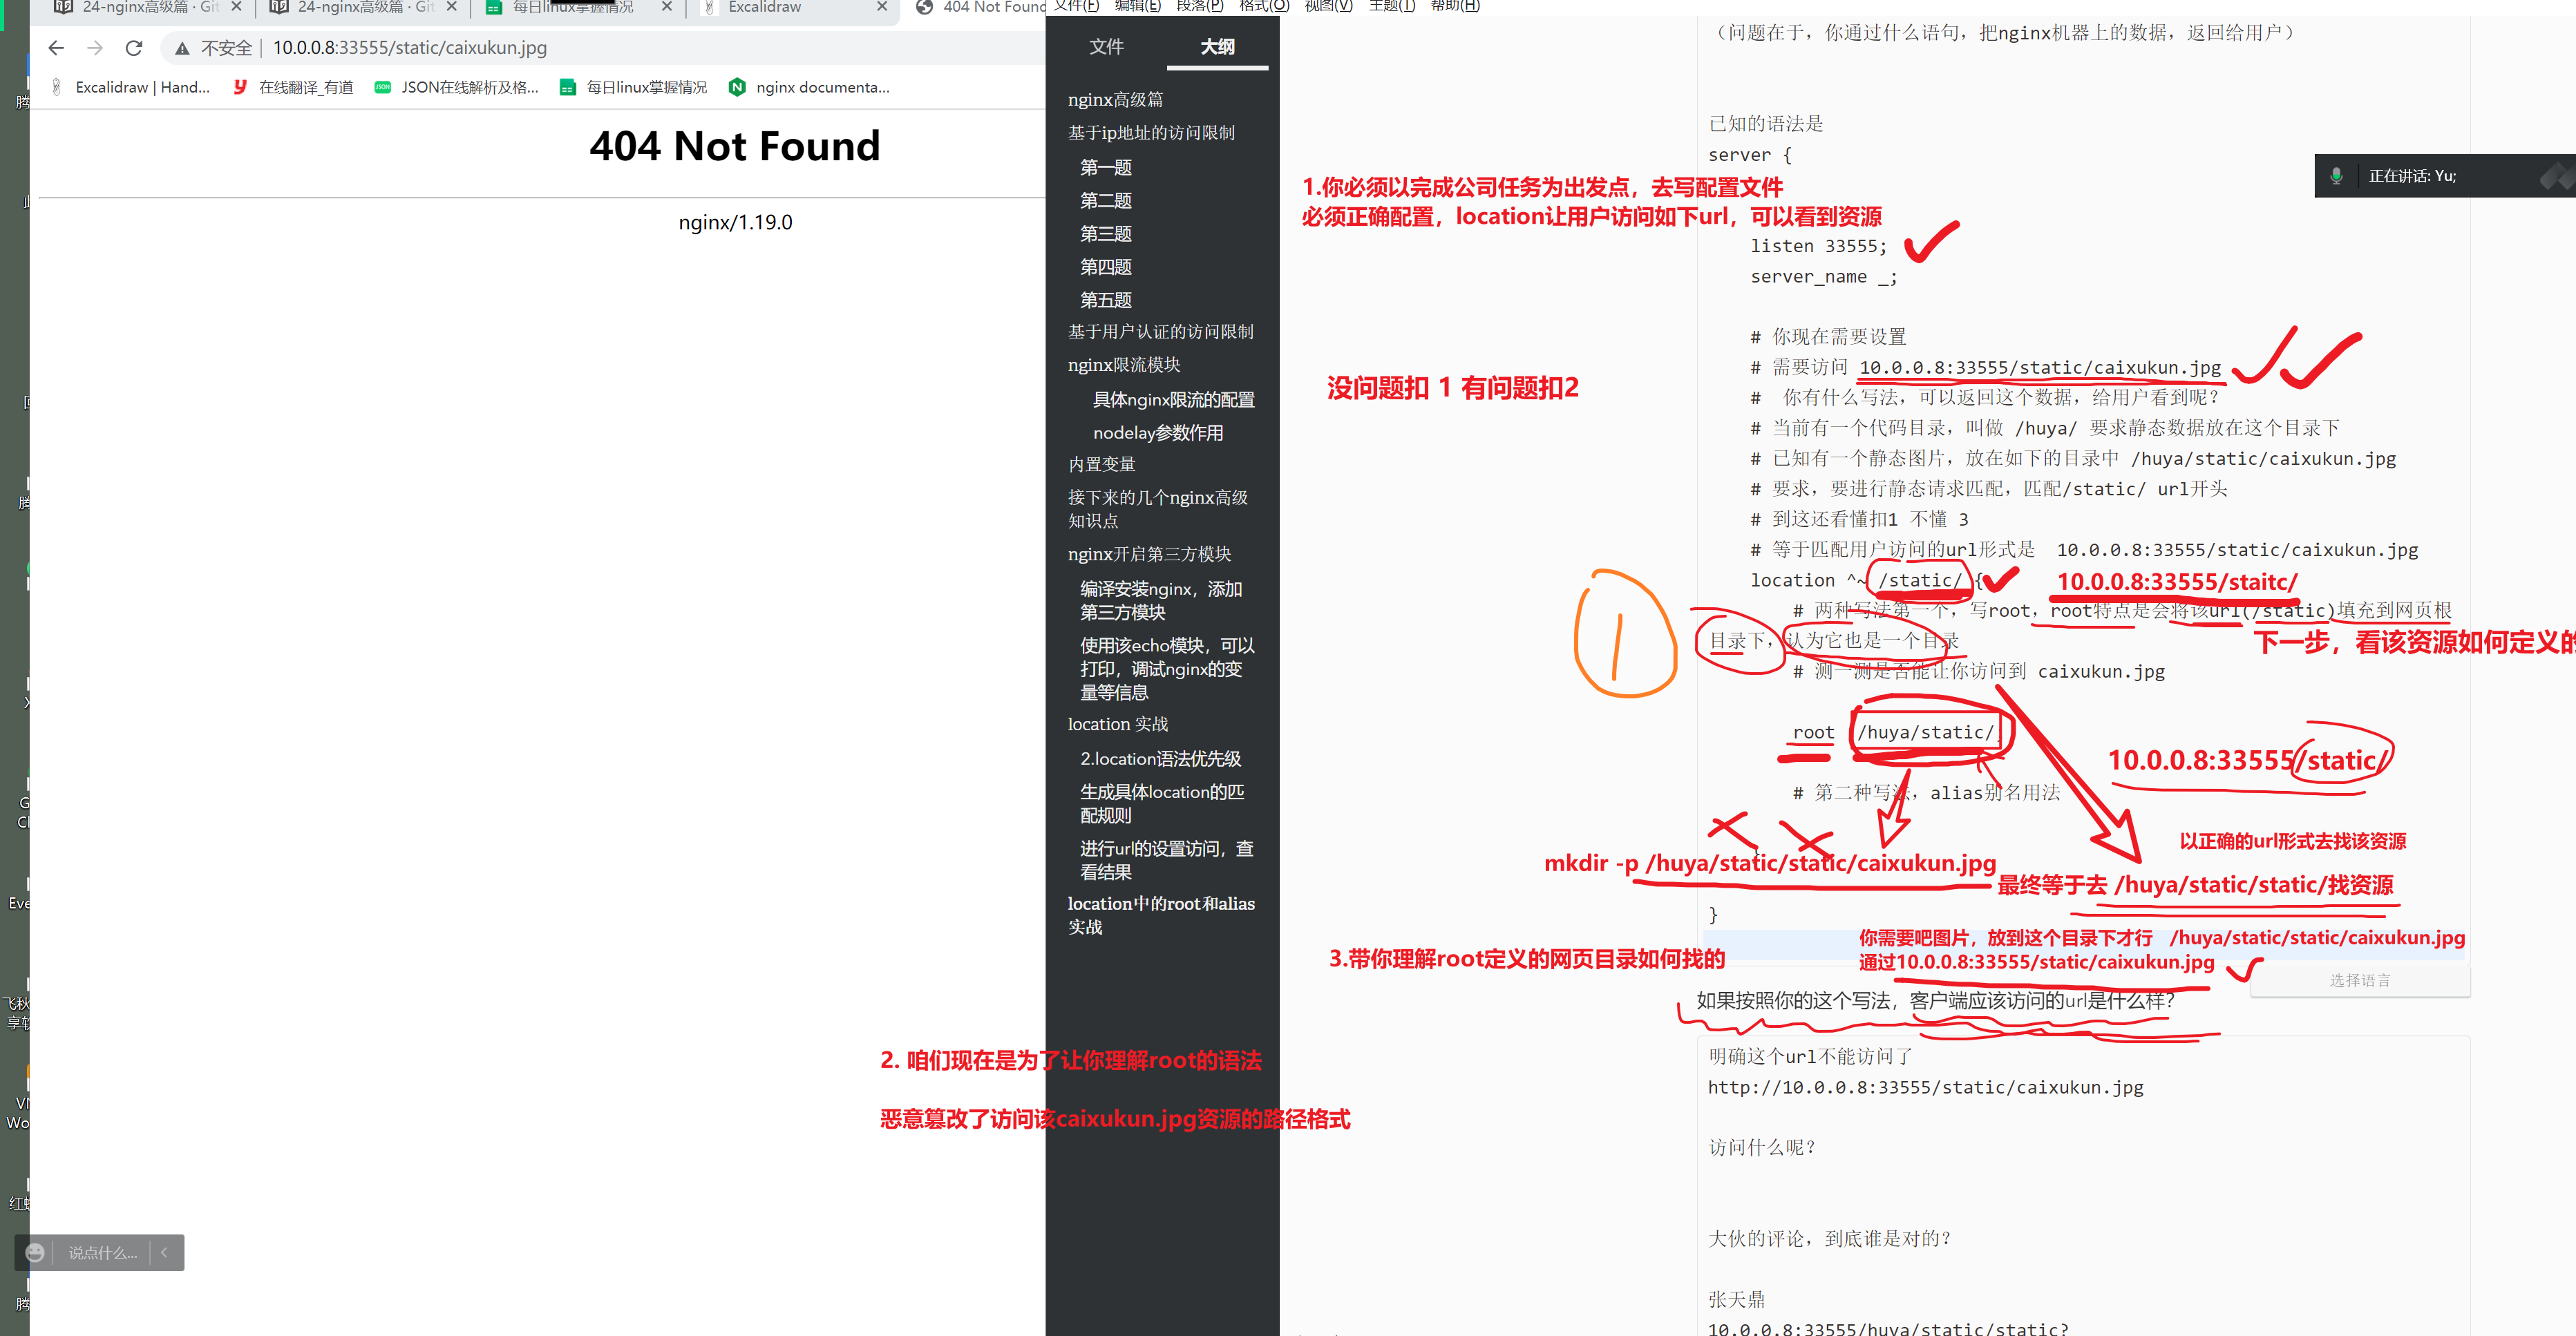 24-nginx高级篇 · Git
24-nginx高级篇 · Git
每日linux掌握情况
Excalidraw
404 Not Found
不安全
10.0.0.8:33555/static/caixukun.jpg
Excalidraw | Hand...
在线翻译_有道
JSON在线解析及格...
每日linux掌握情况
nginx documenta...
404 Not Found
nginx/1.19.0
说点什么...
文件(F) 编辑(E) 段落(P) 格式(O) 视图(V) 主题(T) 帮助(H)
文件
大纲
nginx高级篇
基于ip地址的访问限制
第一题
第二题
第三题
第四题
第五题
基于用户认证的访问限制
nginx限流模块
具体nginx限流的配置
nodelay参数作用
内置变量
接下来的几个nginx高级
知识点
nginx开启第三方模块
编译安装nginx，添加
第三方模块
使用该echo模块，可以
打印，调试nginx的变
量等信息
location 实战
2.location语法优先级
生成具体location的匹
配规则
进行url的设置访问，查
看结果
location中的root和alias
实战
（问题在于，你通过什么语句，把nginx机器上的数据，返回给用户）
已知的语法是
server {
正在讲话: Yu;
1.你必须以完成公司任务为出发点，去写配置文件
必须正确配置，location让用户访问如下url，可以看到资源
listen 33555;
server_name _;
# 你现在需要设置
# 需要访问 10.0.0.8:33555/static/caixukun.jpg
没问题扣 1 有问题扣2
# 你有什么写法，可以返回这个数据，给用户看到呢？
# 当前有一个代码目录，叫做 /huya/ 要求静态数据放在这个目录下
# 已知有一个静态图片，放在如下的目录中 /huya/static/caixukun.jpg
# 要求，要进行静态请求匹配，匹配/static/ url开头
# 到这还看懂扣1 不懂 3
# 等于匹配用户访问的url形式是 10.0.0.8:33555/static/caixukun.jpg
location ^~ /static/ {
10.0.0.8:33555/staitc/
# 两种写法第一个，写root，root特点是会将该url(/static)填充到网页根
目录下，认为它也是一个目录
下一步，看该资源如何定义的
# 测一测是否能让你访问到 caixukun.jpg
1
root /huya/static/
10.0.0.8:33555/static/
# 第二种写法，alias别名用法
以正确的url形式去找该资源
mkdir -p /huya/static/static/caixukun.jpg
最终等于去 /huya/static/static/找资源
}
你需要吧图片，放到这个目录下才行 /huya/static/static/caixukun.jpg
通过10.0.0.8:33555/static/caixukun.jpg
3.带你理解root定义的网页目录如何找的
选择语言
如果按照你的这个写法，客户端应该访问的url是什么样？
2. 咱们现在是为了让你理解root的语法
恶意篡改了访问该caixukun.jpg资源的路径格式
明确这个url不能访问了
http://10.0.0.8:33555/static/caixukun.jpg
访问什么呢？
大伙的评论，到底谁是对的？
张天鼎
10.0.0.8:33555/huya/static/static?